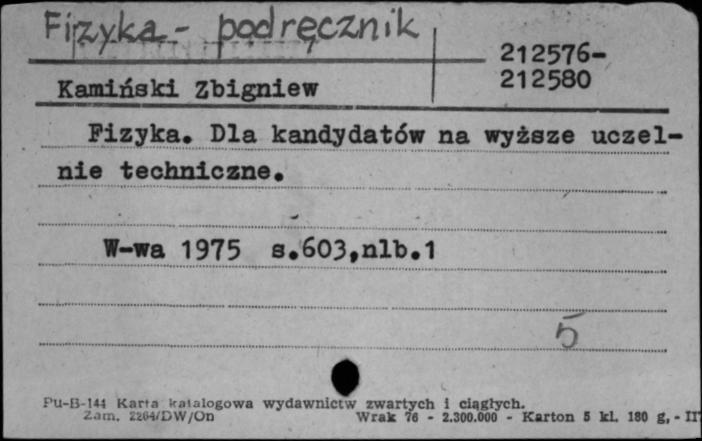 Fizyka - podręcznik
212576-
212580
Kamiński Zbigniew
Fizyka. Dla kandydatów na wyższe uczel-
nie techniczne.
W-wa 1975 s.603,nlb.1
5
Pu-B-144 Karta katalogowa wydawnictw zwartych i ciągłych.
Zam. 2264/DW/On Wrak 76 - 2.300.000 - Karton 5 kl. 180 g, -